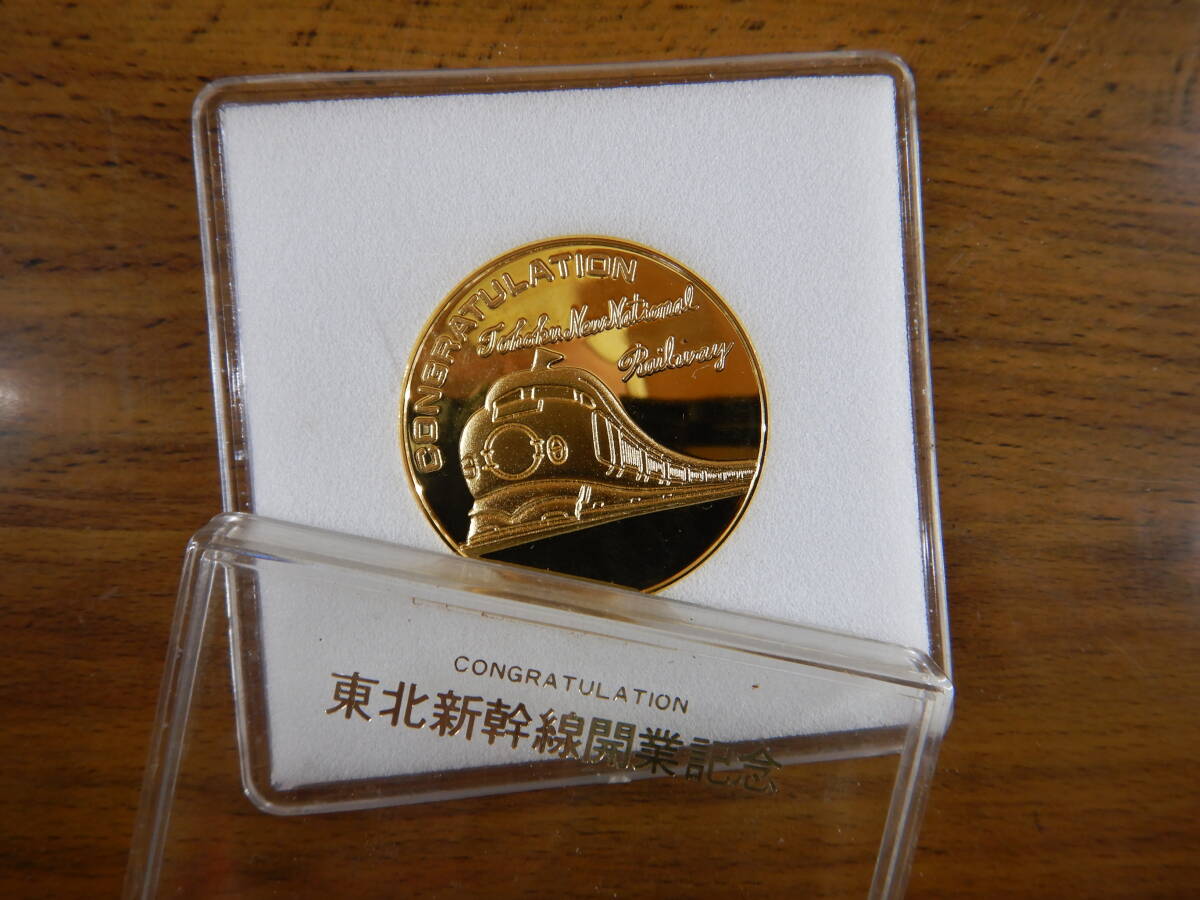 CONGRATULATION
Tohoku New National
Railway
CONGRATULATION
東北新幹線開業記念